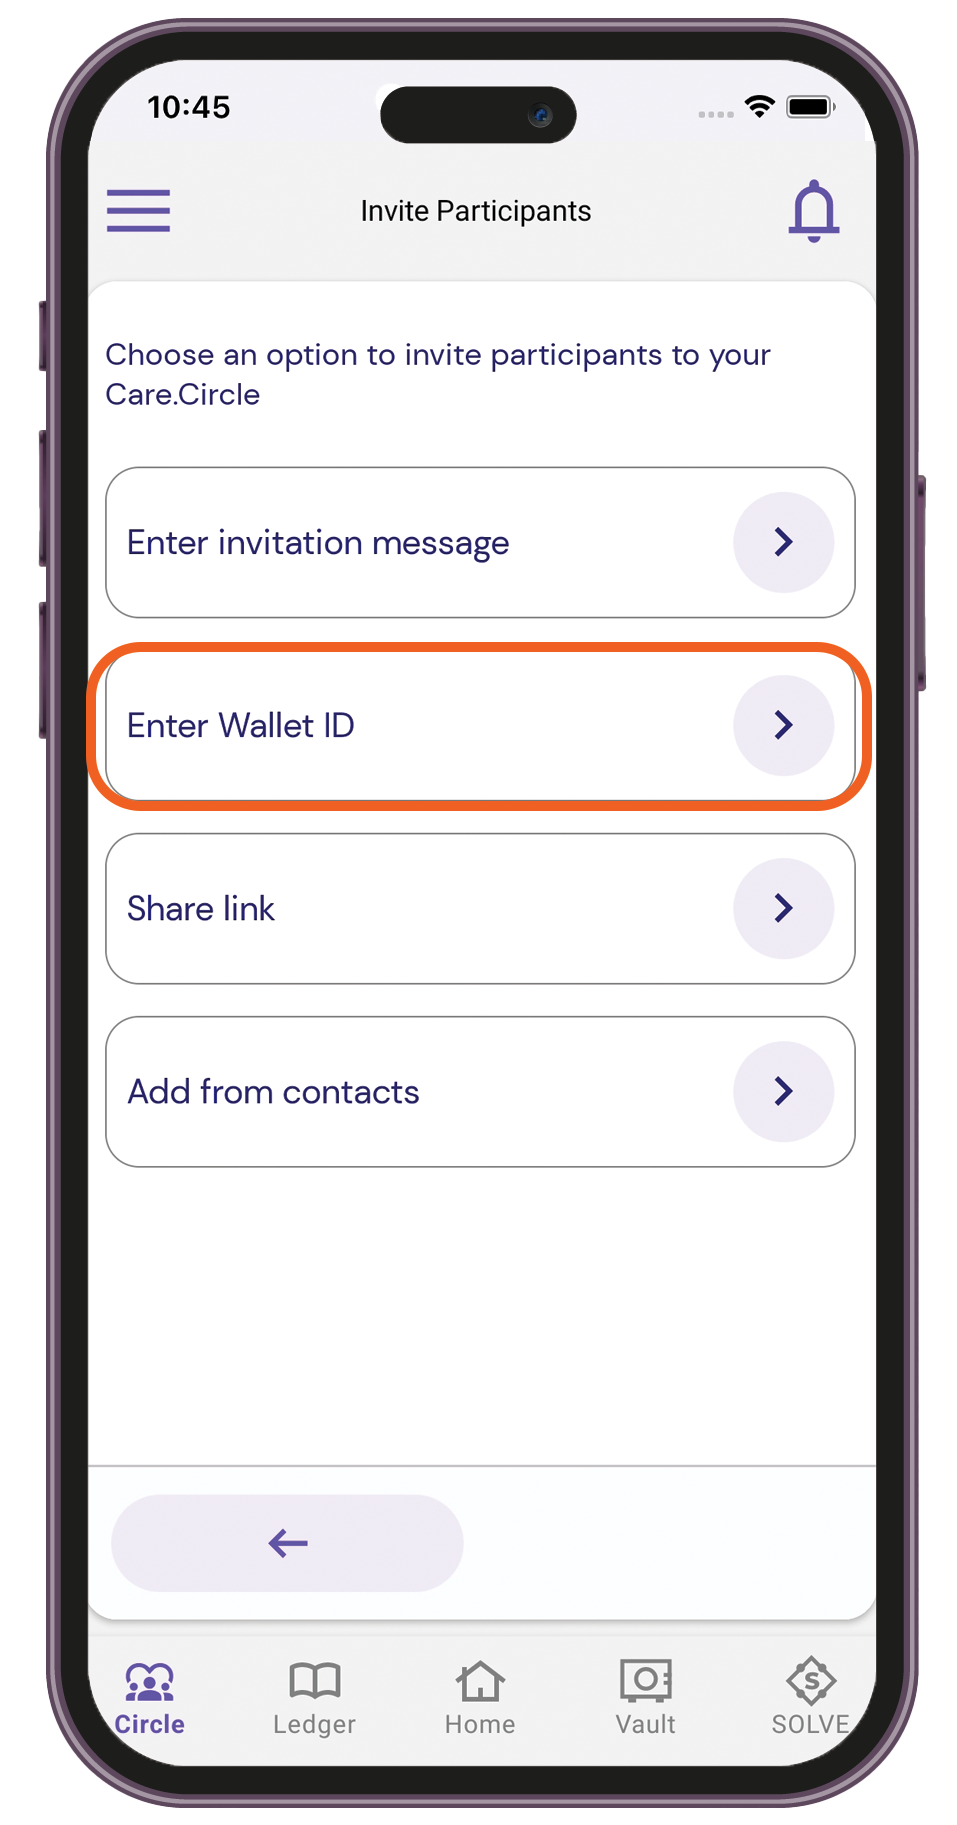 10:45
Invite Participants
Choose an option to invite participants to your
Care.Circle
Enter invitation message
Enter Wallet ID
Share link
Add from contacts
Circle
Ledger
Home
Vault
S
SOLVE